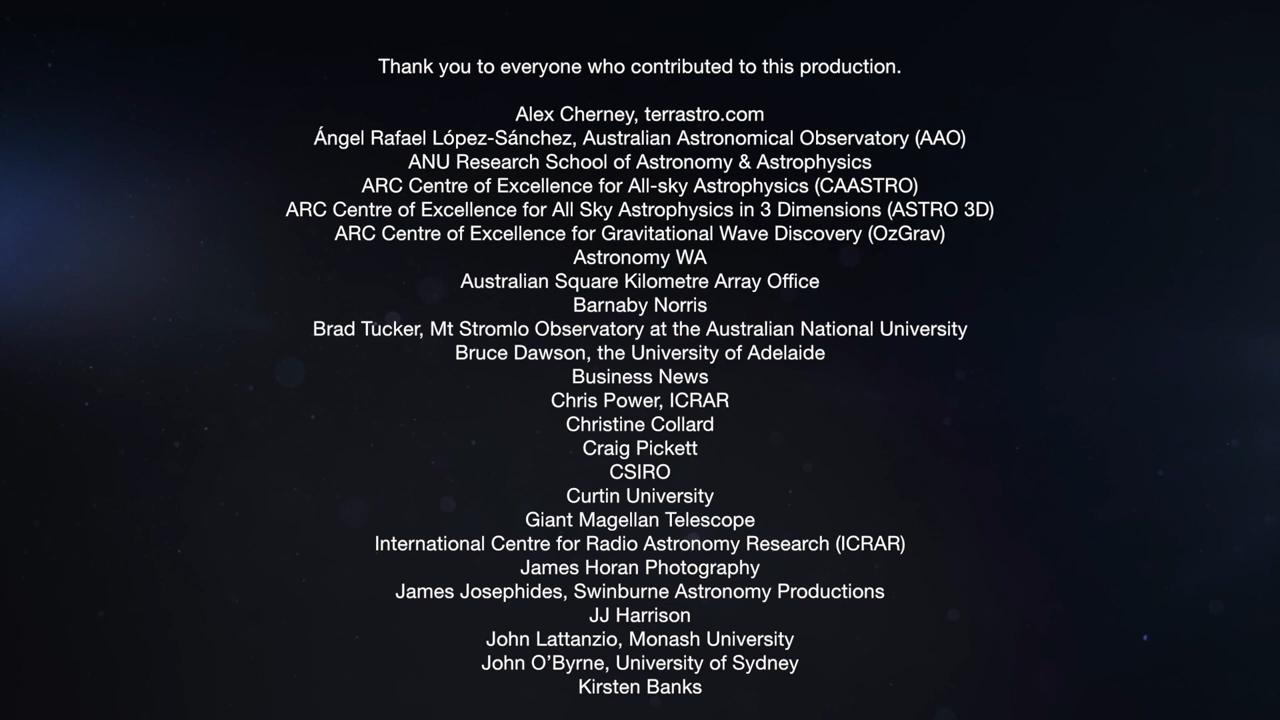 Thank you to everyone who contributed to this production.
Alex Cherney, terrastro.com
Ángel Rafael López-Sánchez, Australian Astronomical Observatory (AAO)
ANU Research School of Astronomy & Astrophysics
ARC Centre of Excellence for All-sky Astrophysics (CAASTRO)
ARC Centre of Excellence for All Sky Astrophysics in 3 Dimensions (ASTRO 3D)
ARC Centre of Excellence for Gravitational Wave Discovery (OzGrav)
Astronomy WA
Australian Square Kilometre Array Office
Barnaby Norris
Brad Tucker, Mt Stromlo Observatory at the Australian National University
Bruce Dawson, the University of Adelaide
Business News
Chris Power, ICRAR
Christine Collard
Craig Pickett
CSIRO
Curtin University
Giant Magellan Telescope
International Centre for Radio Astronomy Research (ICRAR)
James Horan Photography
James Josephides, Swinburne Astronomy Productions
JJ Harrison
John Lattanzio, Monash University
John O’Byrne, University of Sydney
Kirsten Banks